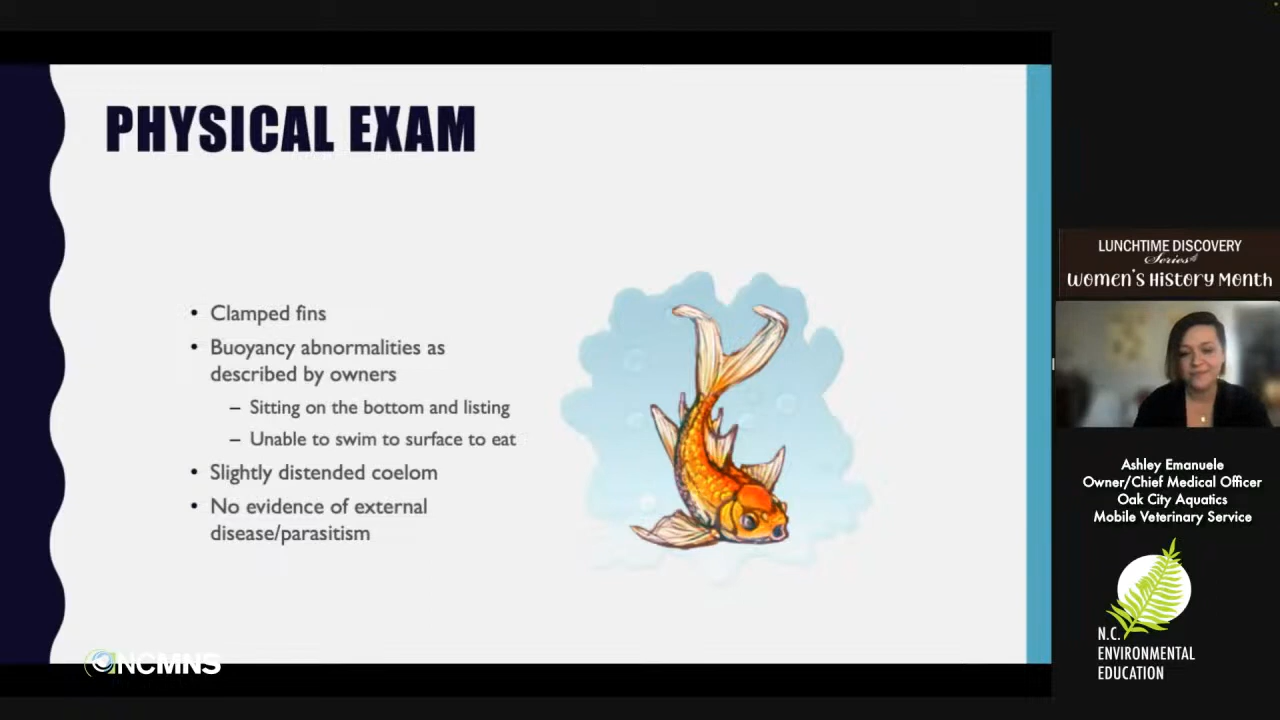 PHYSICAL EXAM
• Clamped fins
• Buoyancy abnormalities as
described by owners
– Sitting on the bottom and listing
– Unable to swim to surface to eat
• Slightly distended coelom
• No evidence of external
disease/parasitism
NCMNS
LUNCHTIME DISCOVERY
Series
Women's History Month
Ashley Emanuele
Owner/Chief Medical Officer
Oak City Aquatics
Mobile Veterinary Service
N.C.
ENVIRONMENTAL
EDUCATION